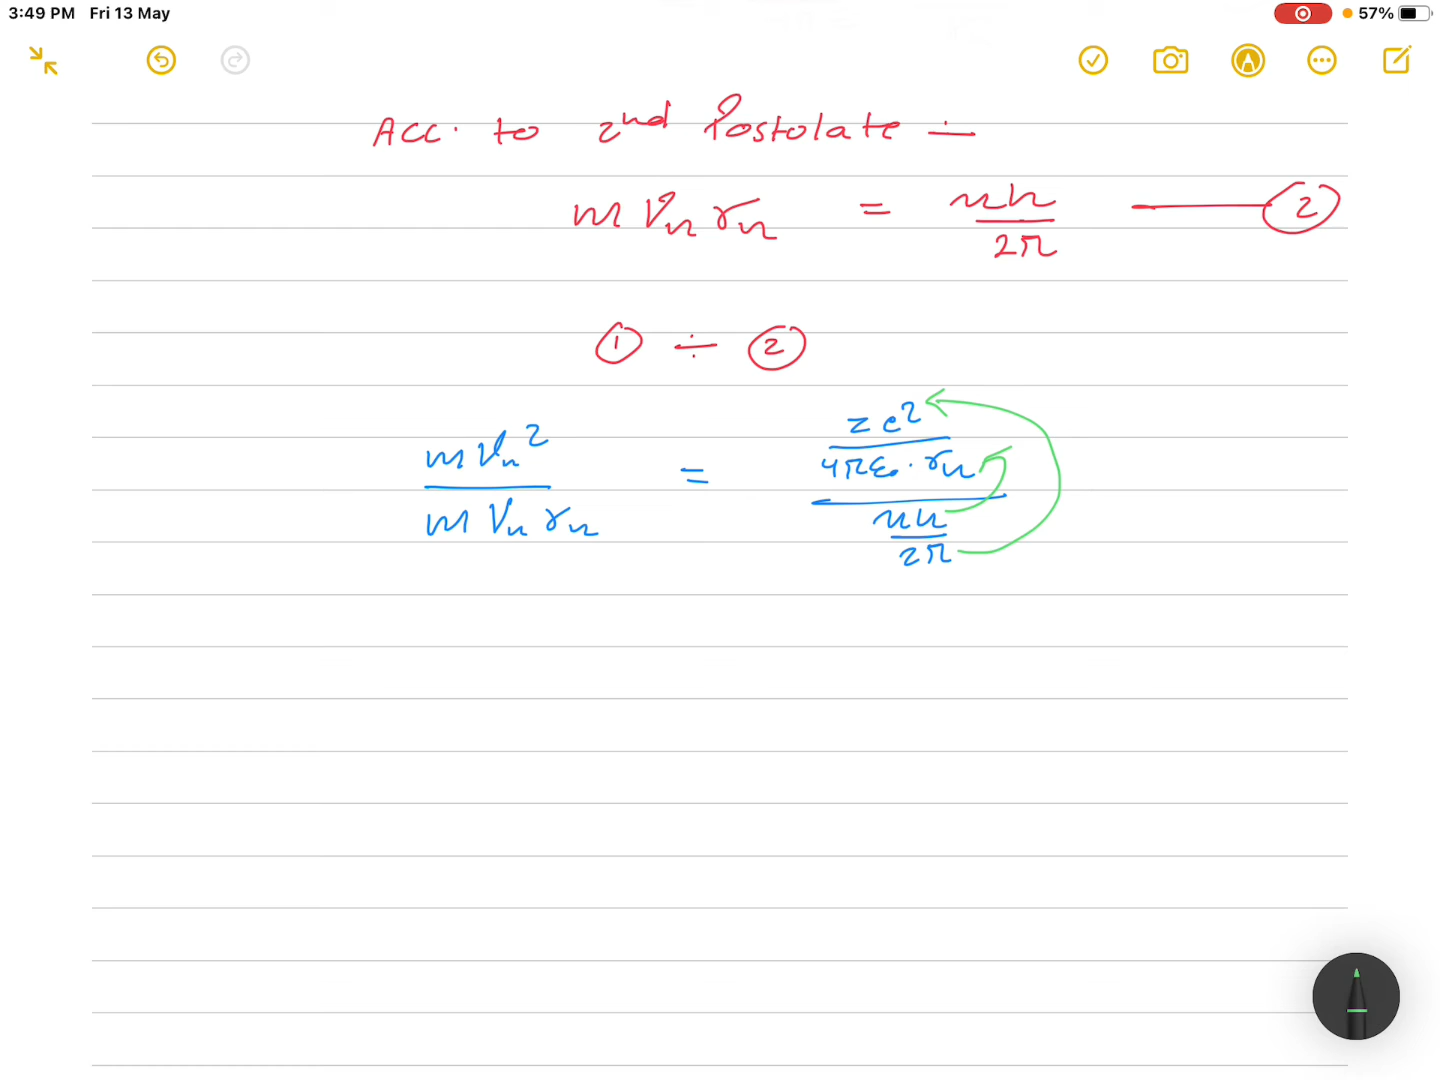 3:49 PM Fri 13 May 57%
Acc. to 2nd Postolate :-
m Vn rn = nh/2π —— ②
① ÷ ②
m Vn² / m Vn rn = (ze² / 4πε₀ · rn) / (nh / 2π)